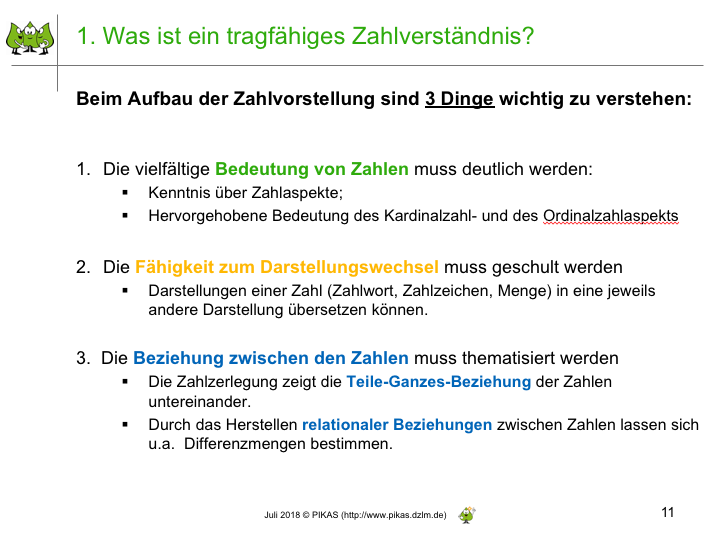 1. Was ist ein tragfähiges Zahlverständnis?
Beim Aufbau der Zahlvorstellung sind 3 Dinge wichtig zu verstehen:
1. Die vielfältige Bedeutung von Zahlen muss deutlich werden:
▪ Kenntnis über Zahlaspekte;
▪ Hervorgehobene Bedeutung des Kardinalzahl- und des Ordinalzahlaspekts
2. Die Fähigkeit zum Darstellungswechsel muss geschult werden
▪ Darstellungen einer Zahl (Zahlwort, Zahlzeichen, Menge) in eine jeweils
andere Darstellung übersetzen können.
3. Die Beziehung zwischen den Zahlen muss thematisiert werden
▪ Die Zahlzerlegung zeigt die Teile-Ganzes-Beziehung der Zahlen
untereinander.
▪ Durch das Herstellen relationaler Beziehungen zwischen Zahlen lassen sich
u.a. Differenzmengen bestimmen.
Juli 2018 © PIKAS (http://www.pikas.dzlm.de)
11